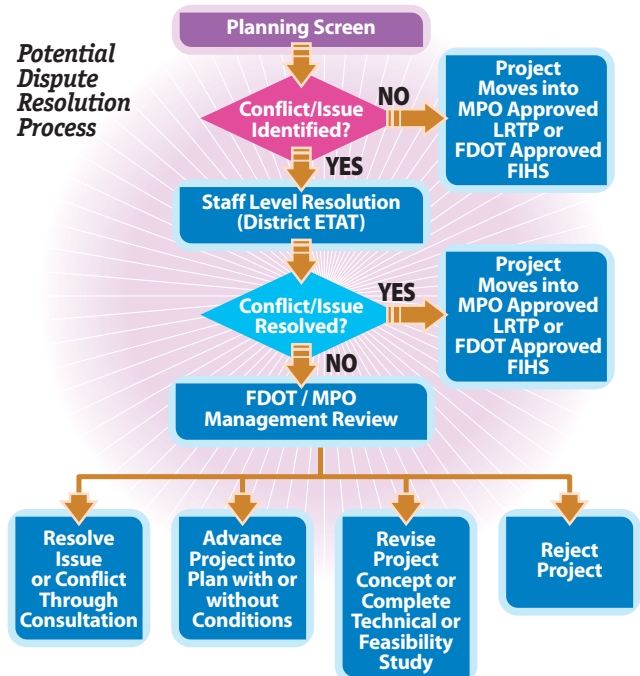 Potential
Dispute
Resolution
Process
Planning Screen
Conflict/Issue
Identified?
NO
Project
Moves into
MPO Approved
LRTP or
FDOT Approved
FIHS
YES
Staff Level Resolution
(District ETAT)
Conflict/Issue
Resolved?
YES
Project
Moves into
MPO Approved
LRTP or
FDOT Approved
FIHS
NO
FDOT / MPO
Management Review
Resolve
Issue
or Conflict
Through
Consultation
Advance
Project into
Plan with or
without
Conditions
Revise
Project
Concept or
Complete
Technical or
Feasibility
Study
Reject
Project